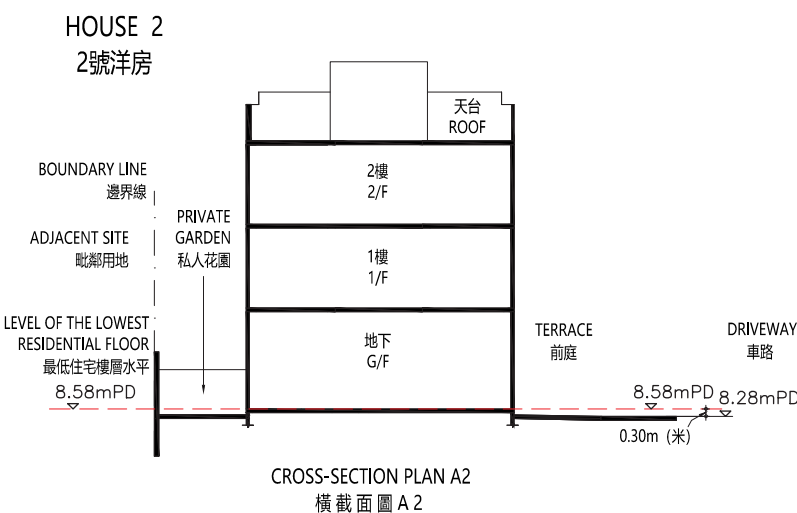 HOUSE 2
2號洋房
天台
ROOF
BOUNDARY LINE
邊界線
2樓
2/F
PRIVATE
GARDEN
私人花園
ADJACENT SITE
毗鄰用地
1樓
1/F
LEVEL OF THE LOWEST
RESIDENTIAL FLOOR
最低住宅樓層水平
8.58mPD
地下
G/F
TERRACE
前庭
DRIVEWAY
車路
8.58mPD
8.28mPD
0.30m (米)
CROSS-SECTION PLAN A2
橫截面圖A2